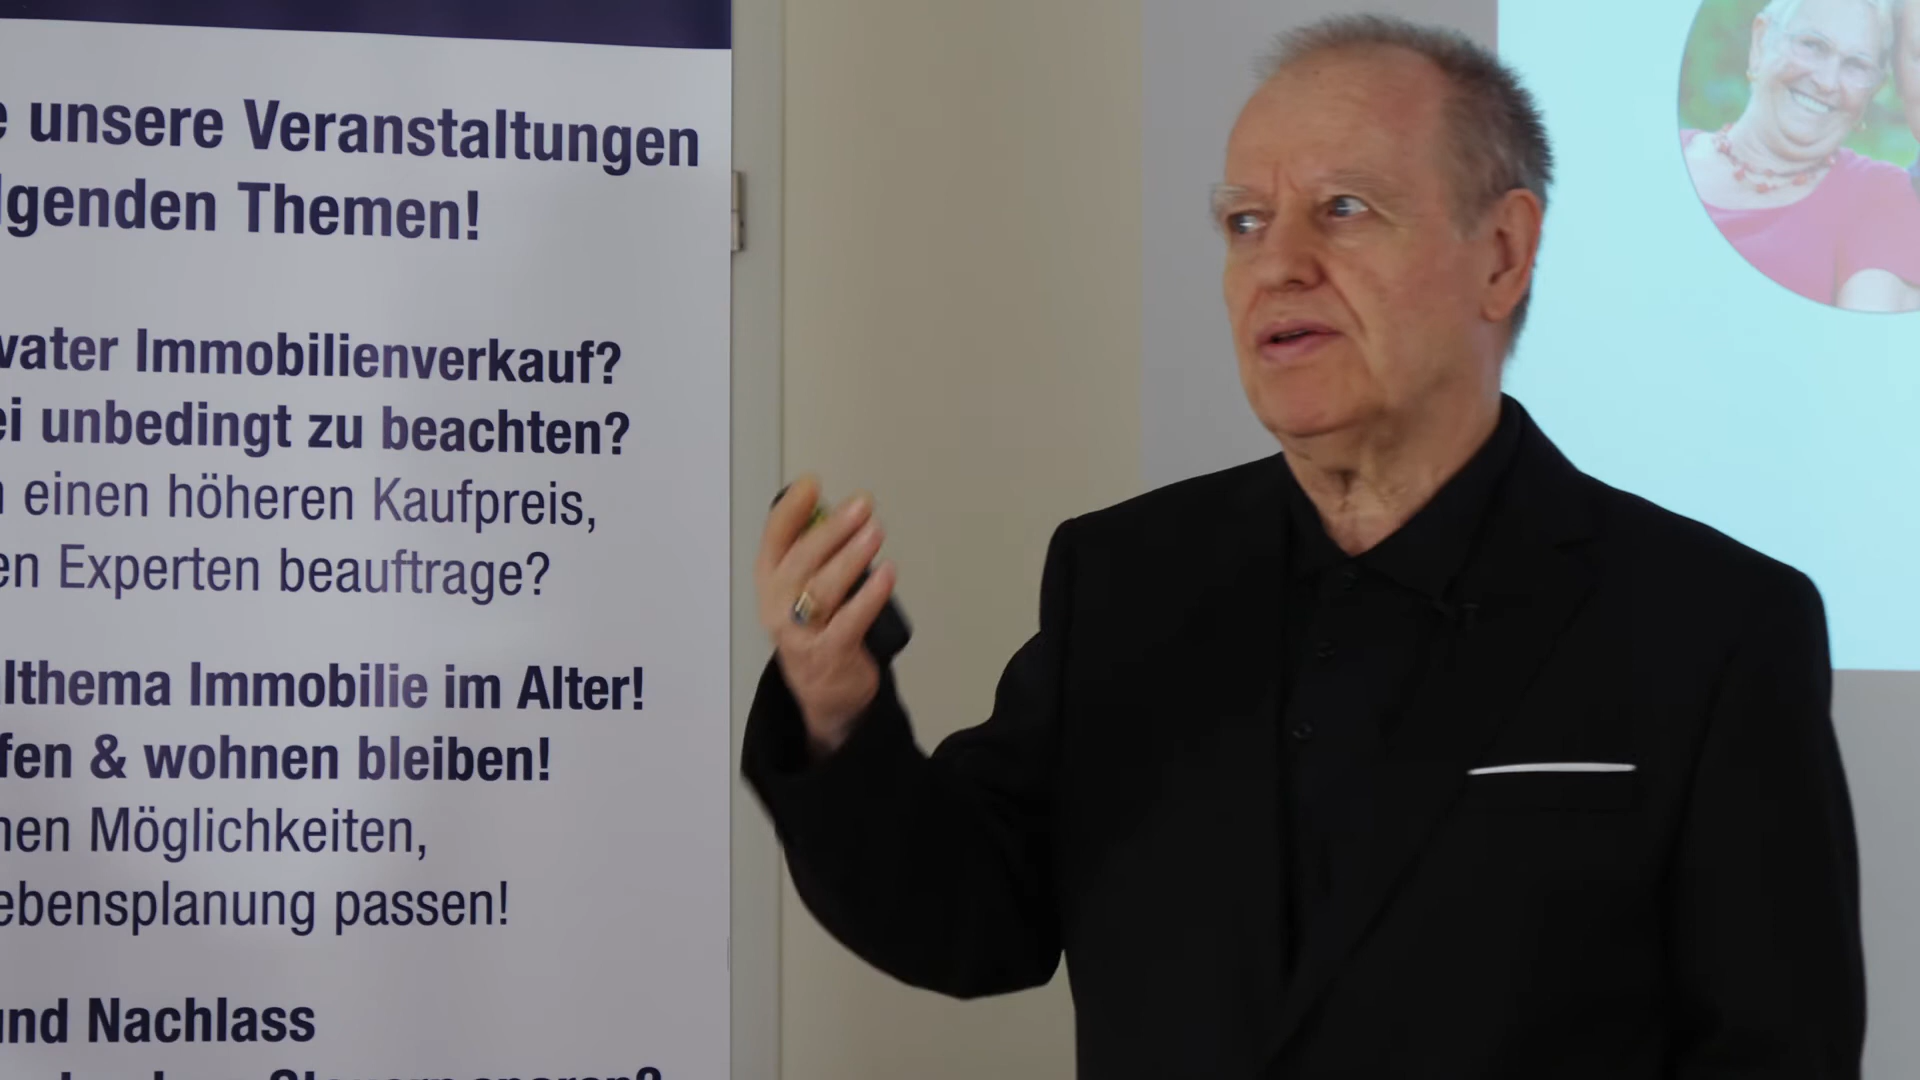 e unsere Veranstaltungen
lgenden Themen!
vater Immobilienverkauf?
ei unbedingt zu beachten?
n einen höheren Kaufpreis,
en Experten beauftrage?
lthema Immobilie im Alter!
fen & wohnen bleiben!
nen Möglichkeiten,
ebensplanung passen!
und Nachlass